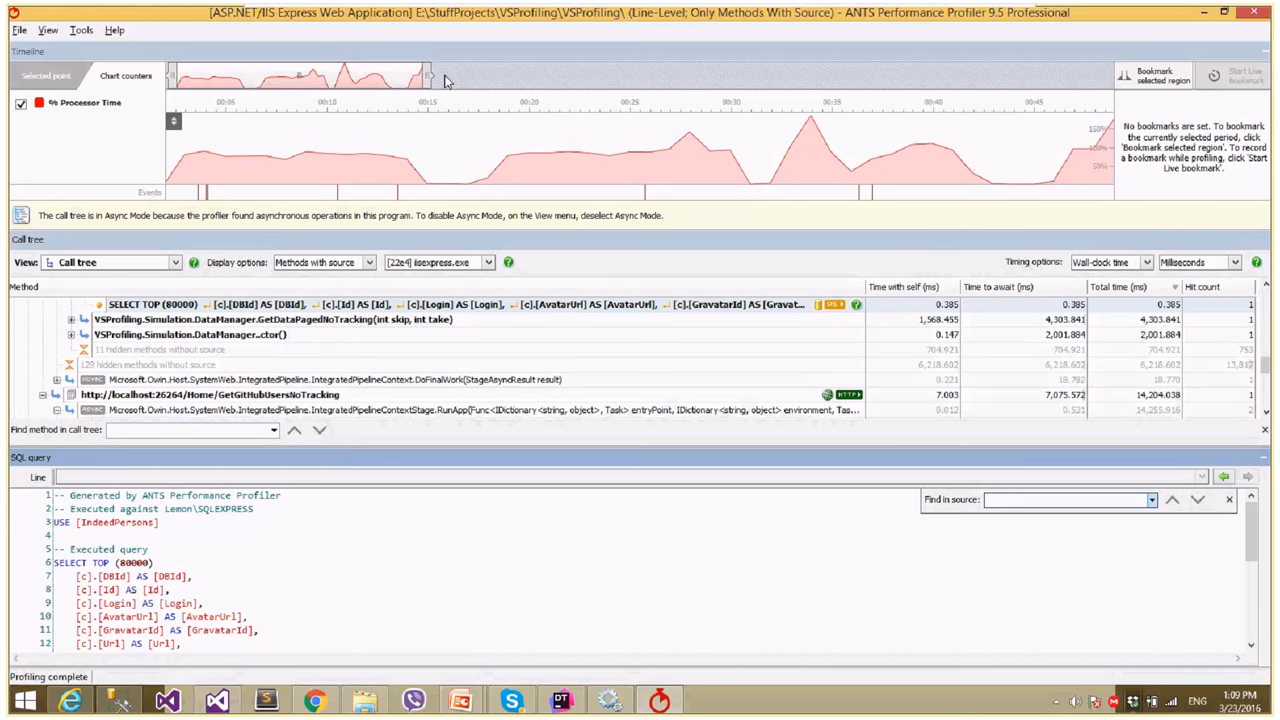 [ASP.NET/IIS Express Web Application] E:\StuffProjects\VSProfiling\VSProfiling\ (Line-Level; Only Methods With Source) - ANTS Performance Profiler 9.5 Professional
File View Tools Help
Timeline
Selected point Chart counters
Bookmark selected region
Start Live bookmark
% Processor Time
00:05 00:10 00:15 00:20 00:25 00:30 00:35 00:40 00:45
150%
100%
50%
No bookmarks are set. To bookmark
the currently selected period, click
'Bookmark selected region'. To record
a bookmark while profiling, click 'Start
Live bookmark'.
Events
The call tree is in Async Mode because the profiler found asynchronous operations in this program. To disable Async Mode, on the View menu, deselect Async Mode.
Call tree
View: Call tree Display options: Methods with source [22e4] iisexpress.exe Timing options: Wall-clock time Milliseconds
Method Time with self (ms) Time to await (ms) Total time (ms) Hit count
SELECT TOP (80000) [c].[DBId] AS [DBId], [c].[Id] AS [Id], [c].[Login] AS [Login], [c].[AvatarUrl] AS [AvatarUrl], [c].[GravatarId] AS [Gravat... SQL 0.385 0.385 0.385 1
VSProfiling.Simulation.DataManager.GetDataPagedNoTracking(int skip, int take) 1,568.455 4,303.841 4,303.841 1
VSProfiling.Simulation.DataManager..ctor() 0.147 2,001.884 2,001.884 1
11 hidden methods without source 704.921 704.921 704.921 753
129 hidden methods without source 6,218.602 6,218.602 6,218.602 13,817
ASYNC Microsoft.Owin.Host.SystemWeb.IntegratedPipeline.IntegratedPipelineContext.DoFinalWork(StageAsyncResult result) 0.221 18.782 18.770 2
http://localhost:26264/Home/GetGitHubUsersNoTracking HTTP 7.003 7,075.572 14,204.038 1
ASYNC Microsoft.Owin.Host.SystemWeb.IntegratedPipeline.IntegratedPipelineContextStage.RunApp(Func<IDictionary<string, object>, Task> entryPoint, IDictionary<string, object> environment, Tas... 0.012 0.531 14,255.916 2
Find method in call tree:
SQL query
Line
1 -- Generated by ANTS Performance Profiler
2 -- Executed against Lemon\SQLEXPRESS
3 USE [IndeedPersons]
4
5 -- Executed query
6 SELECT TOP (80000)
7 [c].[DBId] AS [DBId],
8 [c].[Id] AS [Id],
9 [c].[Login] AS [Login],
10 [c].[AvatarUrl] AS [AvatarUrl],
11 [c].[GravatarId] AS [GravatarId],
12 [c].[Url] AS [Url],
Find in source:
Profiling complete
ENG
1:09 PM
3/23/2016